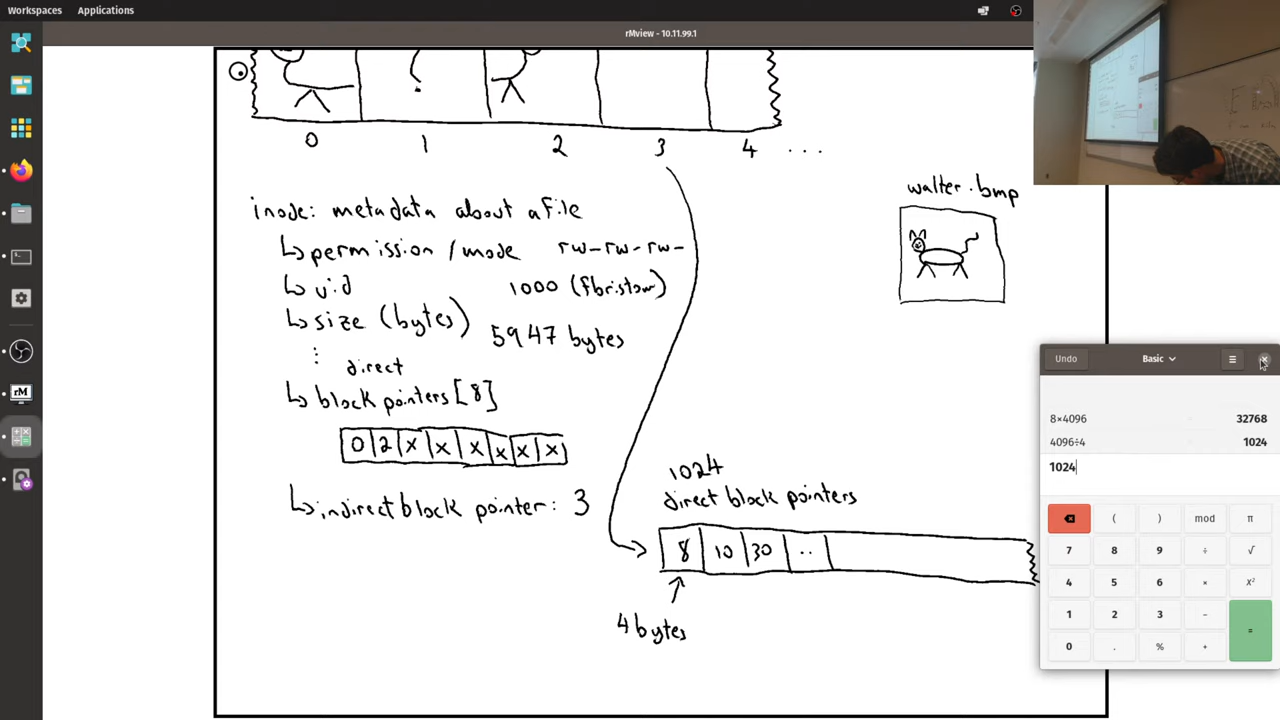 Workspaces Applications
rMview - 10.11.99.1
0 1 2 3 4 ...
walter.bmp
inode: metadata about a file
↳ permission / mode rw-rw-rw-
↳ uid 1000 (fbristow)
↳ size (bytes) 5947 bytes
⋮ direct
↳ block pointers [8]
0 2 x x x x x x
↳ indirect block pointer: 3
1024
direct block pointers
8 10 30 ..
4 bytes
rM
Undo Basic
8×4096 32768
4096÷4 1024
1024
( ) mod π
7 8 9 ÷ √
4 5 6 × x²
1 2 3 −
0 . % + =